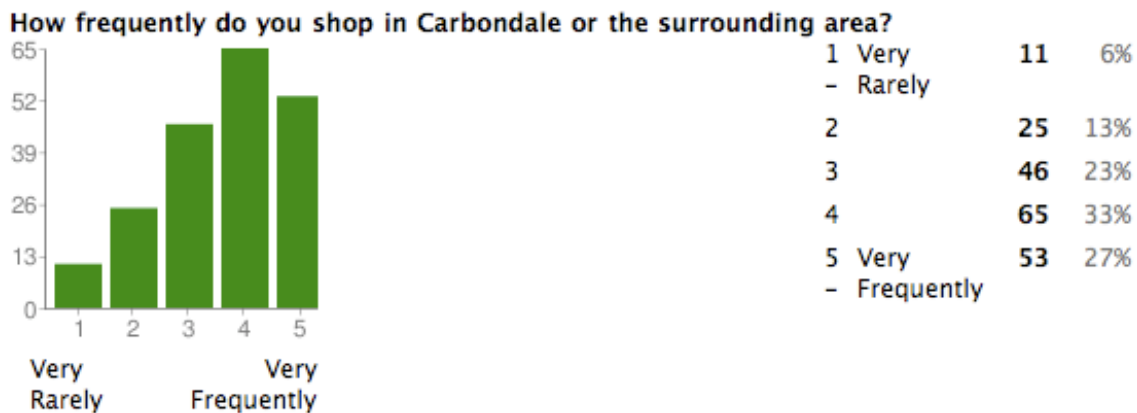 How frequently do you shop in Carbondale or the surrounding area?
65
52
39
26
13
0
1 2 3 4 5
Very Very
Rarely Frequently
1 Very 11 6%
– Rarely
2 25 13%
3 46 23%
4 65 33%
5 Very 53 27%
– Frequently